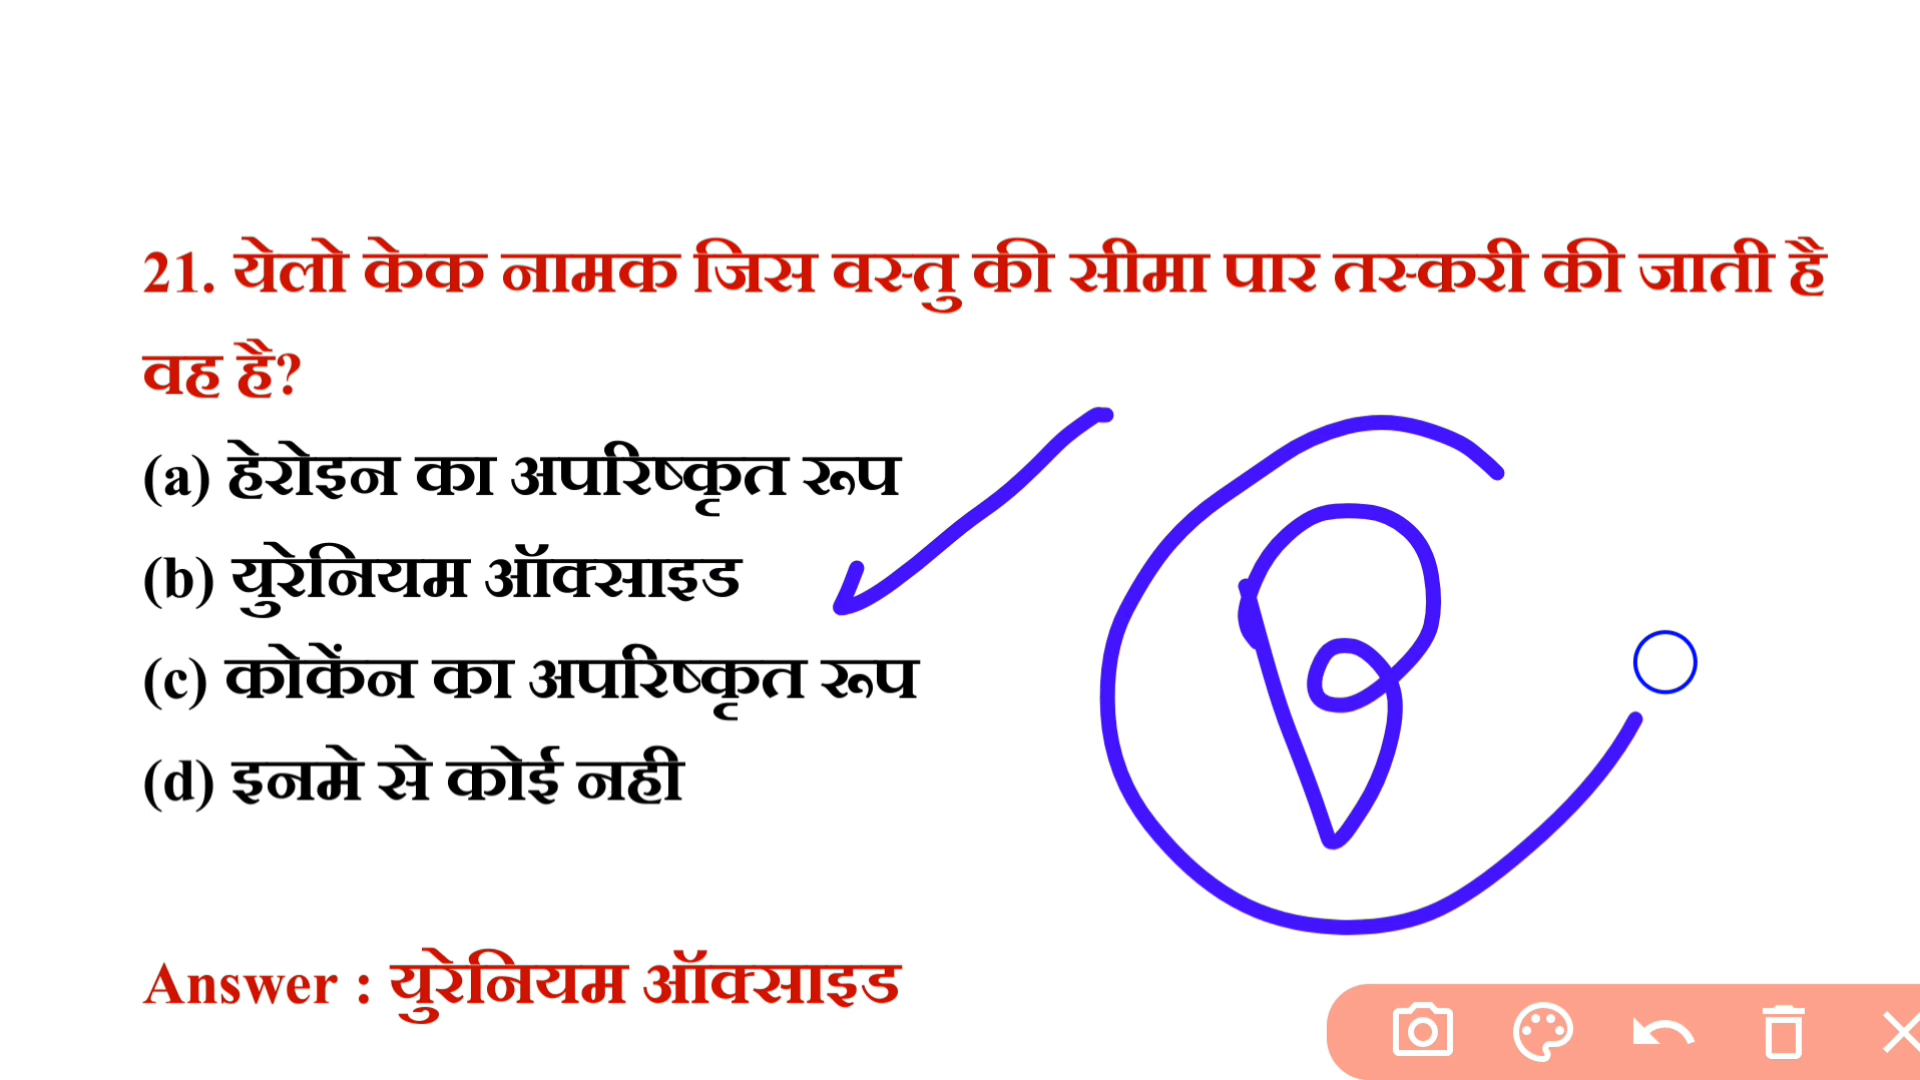 21. येलो केक नामक जिस वस्तु की सीमा पार तस्करी की जाती है
वह है?
(a) हेरोइन का अपरिष्कृत रूप
(b) युरेनियम ऑक्साइड
(c) कोकेंन का अपरिष्कृत रूप
(d) इनमे से कोई नही
Answer : युरेनियम ऑक्साइड